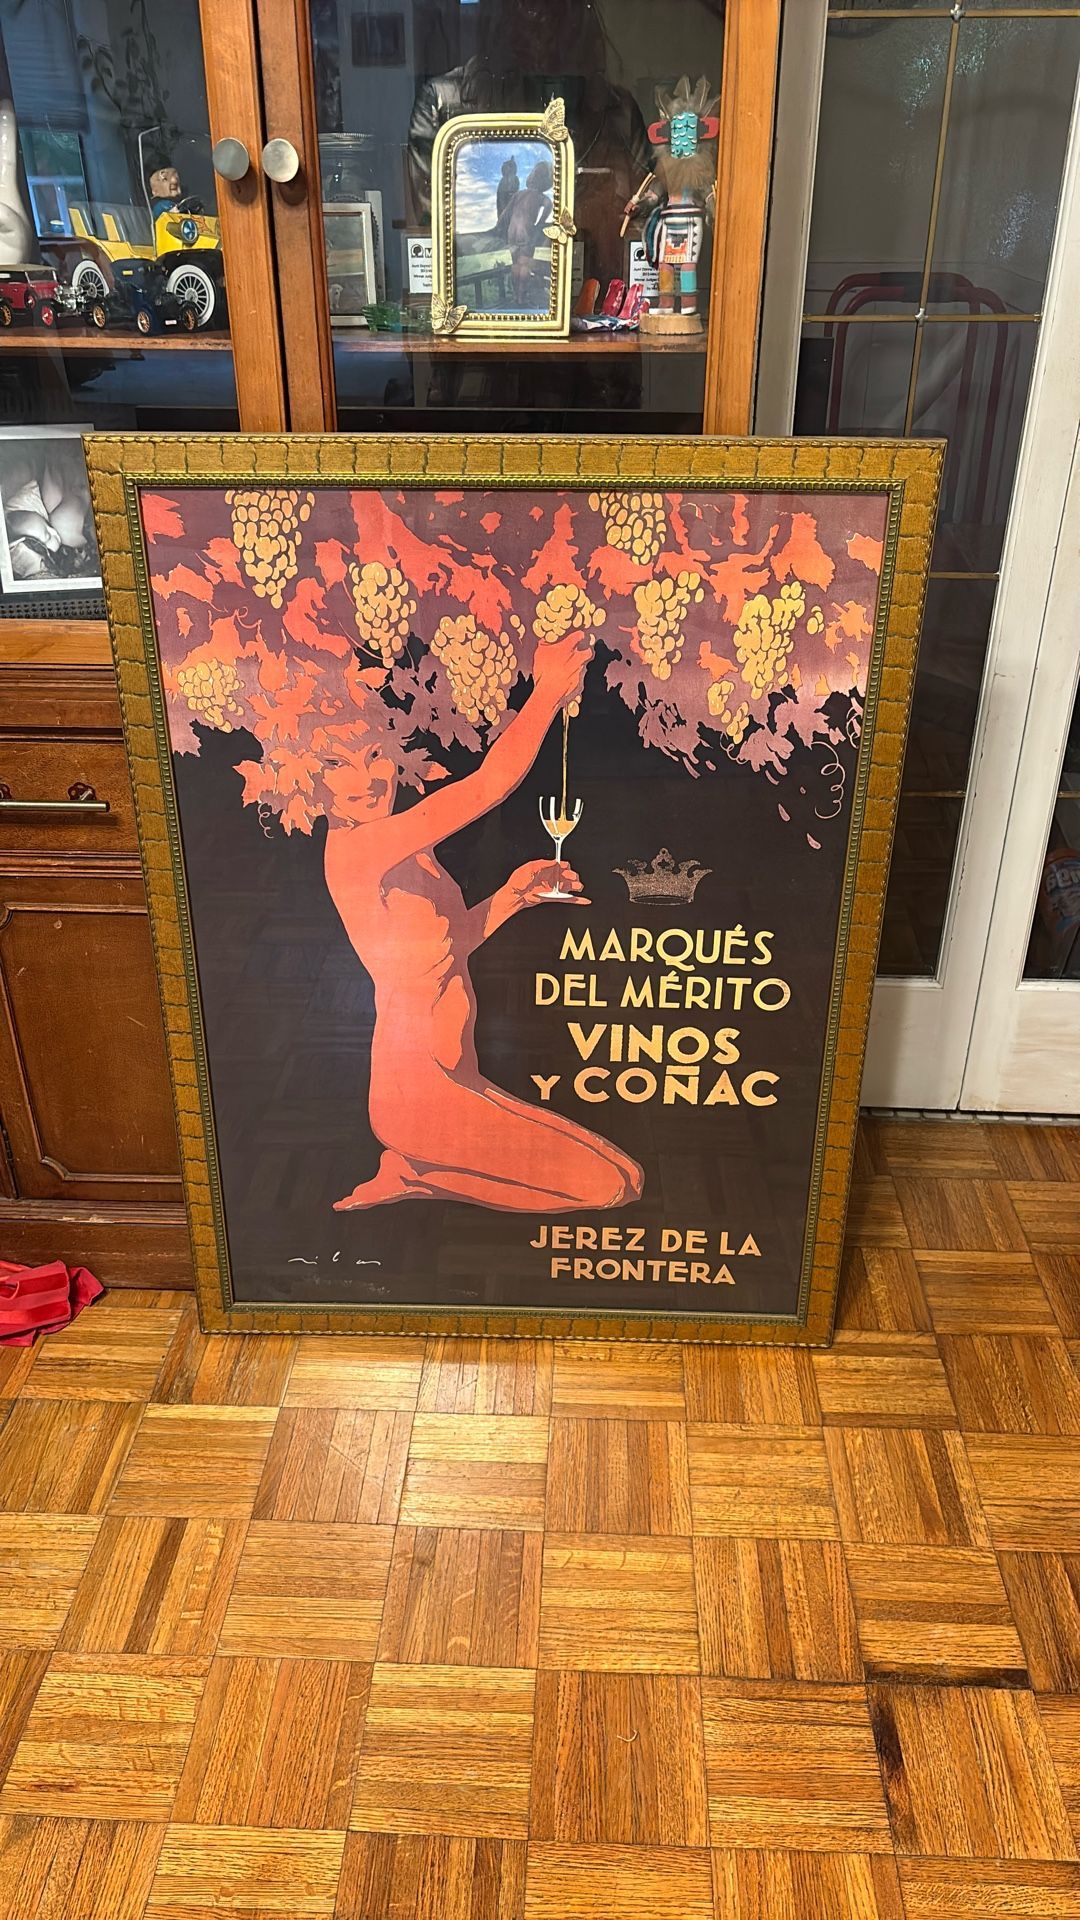 MARQUÉS
DEL MÉRITO
VINOS
Y COÑAC
JEREZ DE LA
FRONTERA